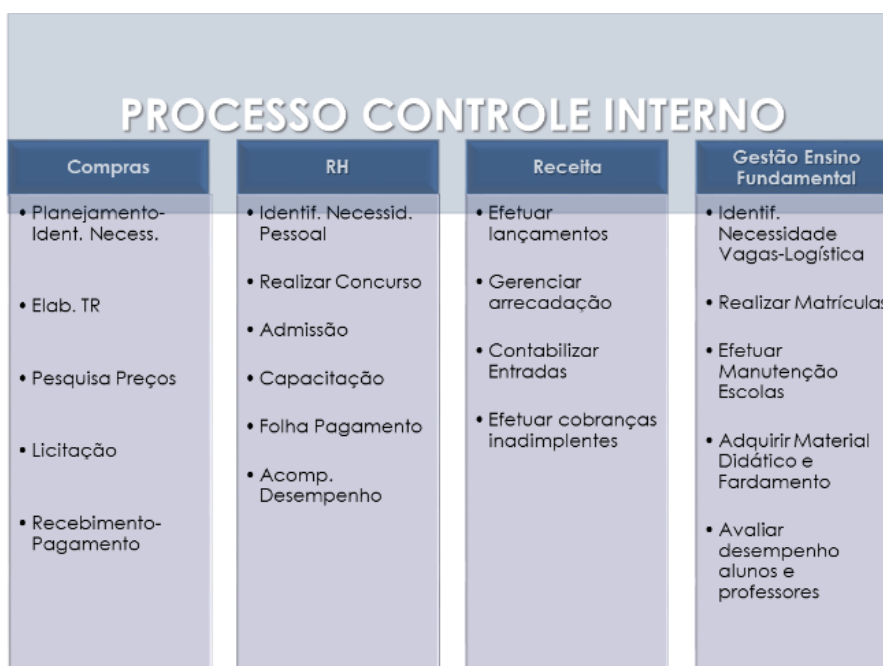 PROCESSO CONTROLE INTERNO
Compras
• Planejamento-
Ident. Necess.
• Elab. TR
• Pesquisa Preços
• Licitação
• Recebimento-
Pagamento
RH
• Identif. Necessid.
Pessoal
• Realizar Concurso
• Admissão
• Capacitação
• Folha Pagamento
• Acomp.
Desempenho
Receita
• Efetuar
lançamentos
• Gerenciar
arrecadação
• Contabilizar
Entradas
• Efetuar cobranças
inadimplentes
Gestão Ensino
Fundamental
• Identif.
Necessidade
Vagas-Logística
• Realizar Matrículas
• Efetuar
Manutenção
Escolas
• Adquirir Material
Didático e
Fardamento
• Avaliar
desempenho
alunos e
professores